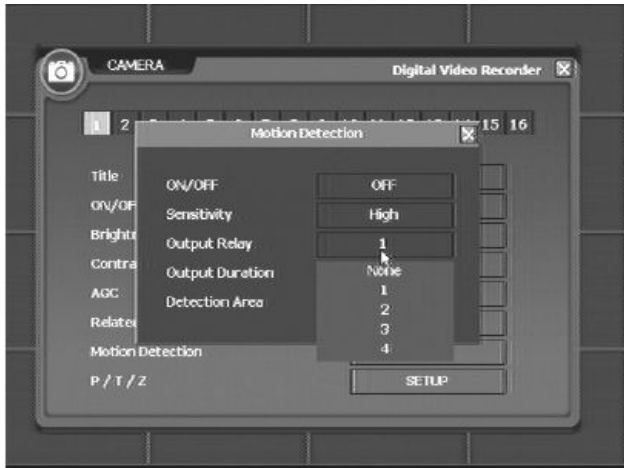 CAMERA
Digital Video Recorder
1 2 15 16
Motion Detection
Title
ON/OFF OFF
ON/OF
Sensitivity High
Bright
Output Relay 1
Contra
Output Duration None
AGC
1
Detection Area
2
Relate
3
Motion Detection
4
P/T/Z SETUP